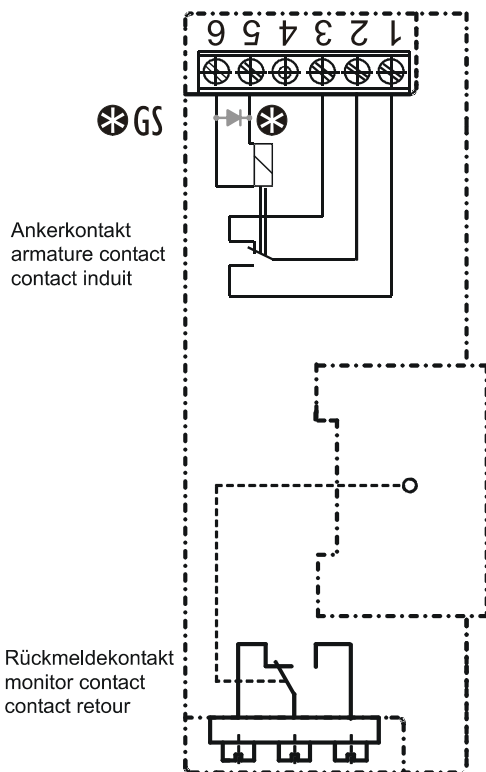 6 5 4 3 2 1
GS
Ankerkontakt
armature contact
contact induit
Rückmeldekontakt
monitor contact
contact retour